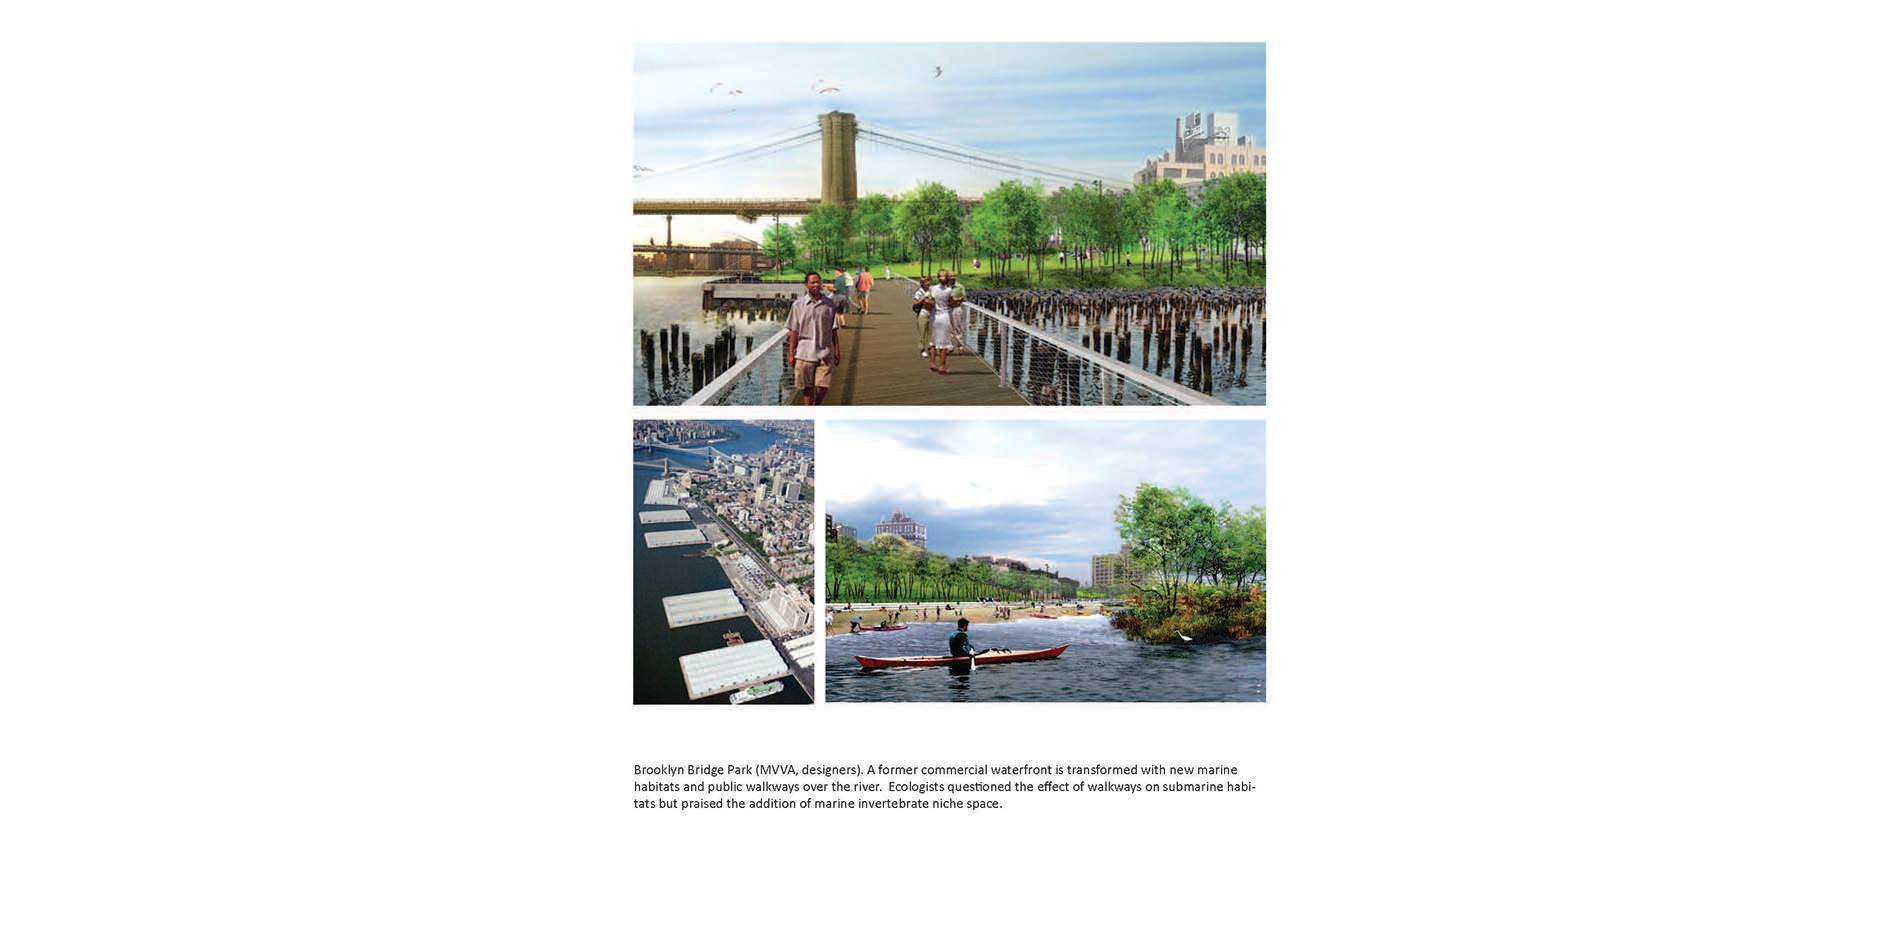 Brooklyn Bridge Park (MVVA, designers). A former commercial waterfront is transformed with new marine
habitats and public walkways over the river.  Ecologists questioned the effect of walkways on submarine habi-
tats but praised the addition of marine invertebrate niche space.